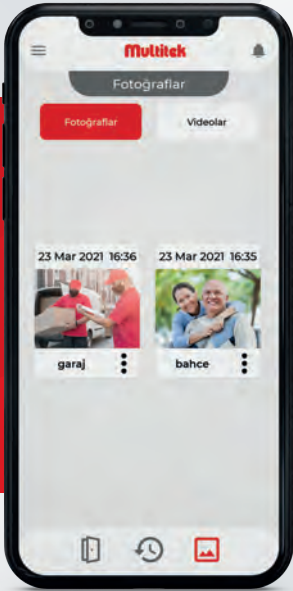 Multitek
Fotoğraflar
Fotoğraflar Videolar
23 Mar 2021 16:36 23 Mar 2021 16:35
garaj bahce